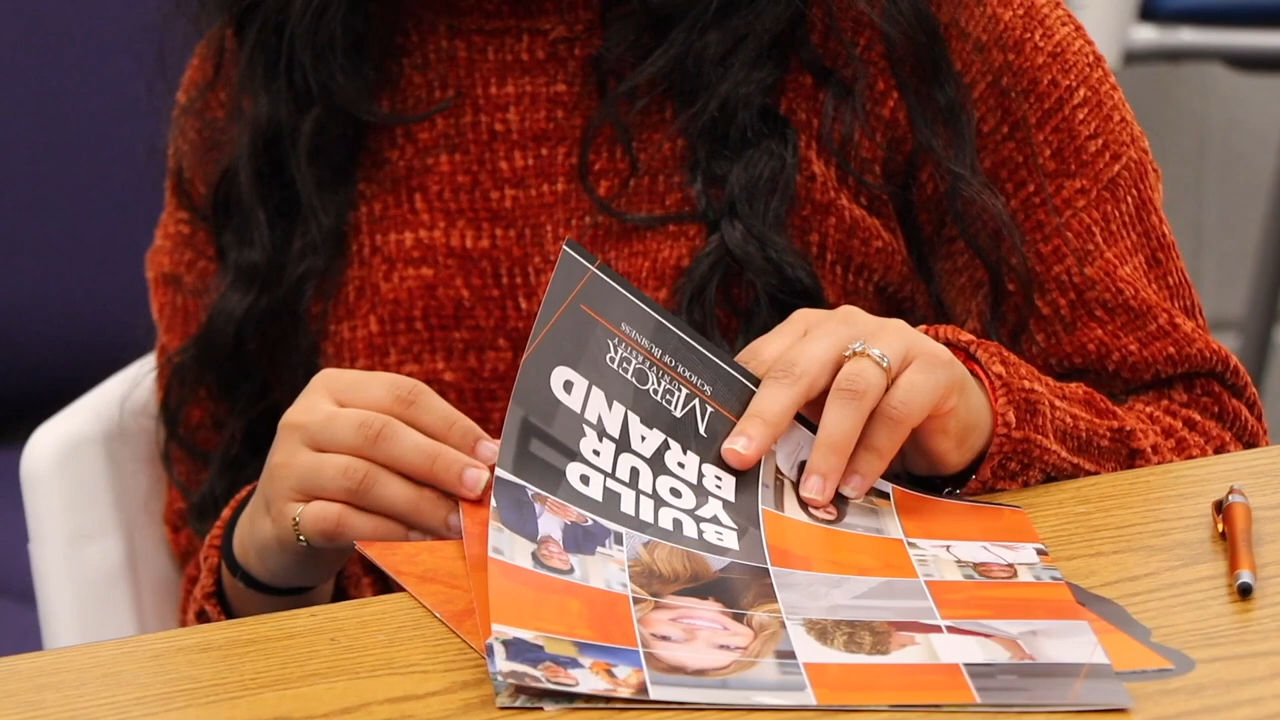 BUILD
YOUR
BRAND
MERCER
UNIVERSITY
SCHOOL OF BUSINESS